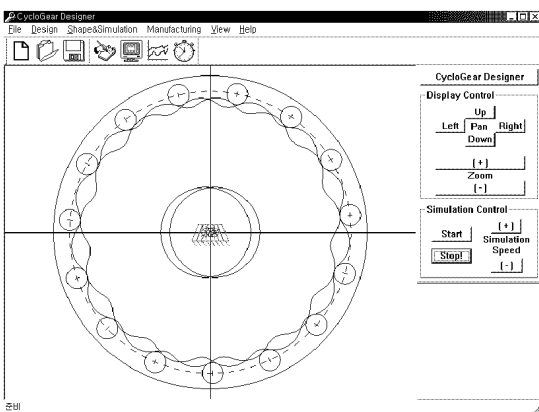 CycloGear Designer
File Design Shape&Simulation Manufacturing View Help
CycloGear Designer
Display Control
Up
Left Pan Right
Down
(+)
Zoom
(-)
Simulation Control
Start (+)
Simulation
Stop! Speed
(-)
준비